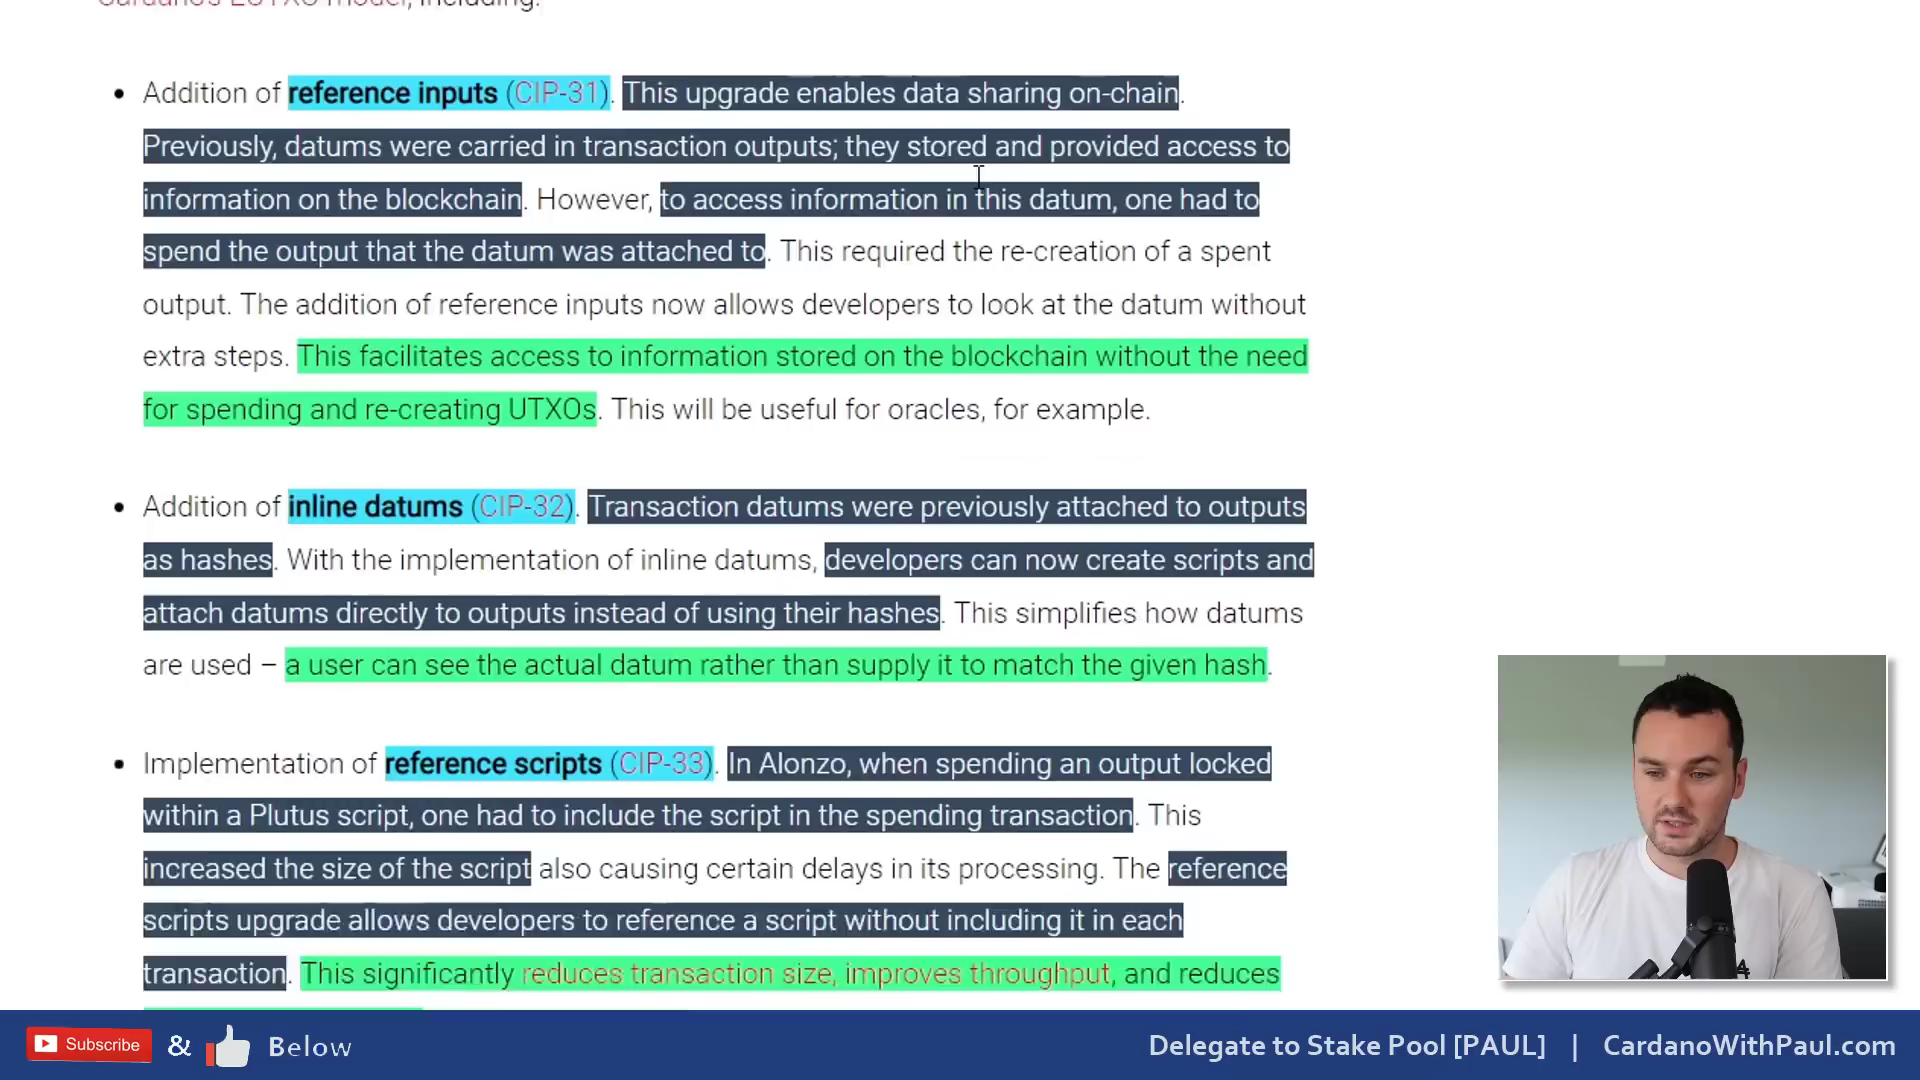 Cardano's EUTXO model, including:
Addition of reference inputs (CIP-31). This upgrade enables data sharing on-chain.
Previously, datums were carried in transaction outputs; they stored and provided access to
information on the blockchain. However, to access information in this datum, one had to
spend the output that the datum was attached to. This required the re-creation of a spent
output. The addition of reference inputs now allows developers to look at the datum without
extra steps. This facilitates access to information stored on the blockchain without the need
for spending and re-creating UTXOs. This will be useful for oracles, for example.
Addition of inline datums (CIP-32). Transaction datums were previously attached to outputs
as hashes. With the implementation of inline datums, developers can now create scripts and
attach datums directly to outputs instead of using their hashes. This simplifies how datums
are used – a user can see the actual datum rather than supply it to match the given hash.
Implementation of reference scripts (CIP-33). In Alonzo, when spending an output locked
within a Plutus script, one had to include the script in the spending transaction. This
increased the size of the script also causing certain delays in its processing. The reference
scripts upgrade allows developers to reference a script without including it in each
transaction. This significantly reduces transaction size, improves throughput, and reduces
Subscribe & Below
Delegate to Stake Pool [PAUL] | CardanoWithPaul.com